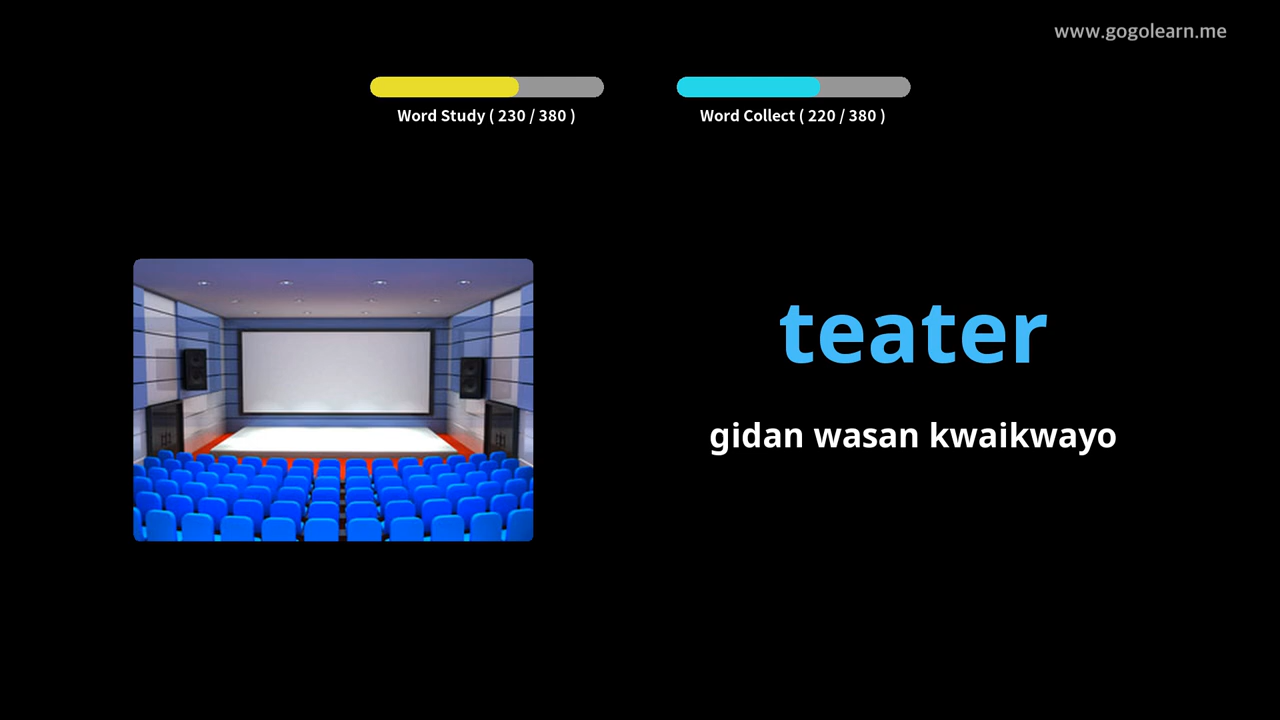 www.gogolearn.me
Word Study ( 230 / 380 )
Word Collect ( 220 / 380 )
teater
gidan wasan kwaikwayo